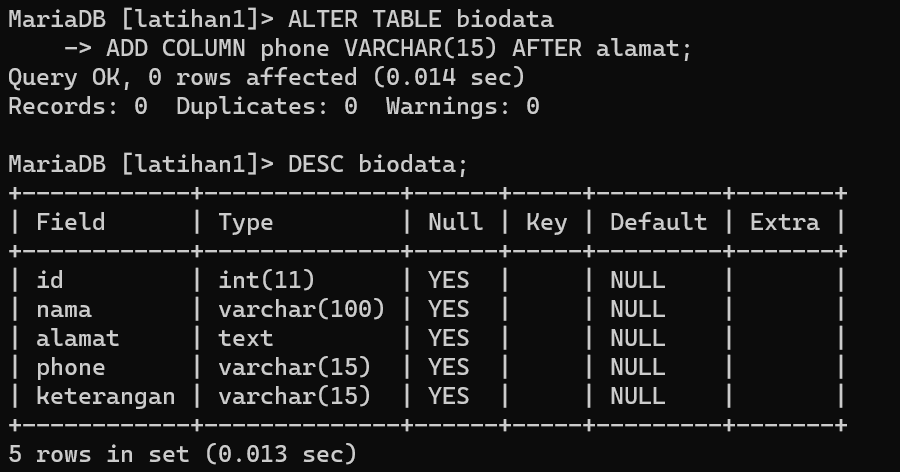 MariaDB [latihan1]> ALTER TABLE biodata
    -> ADD COLUMN phone VARCHAR(15) AFTER alamat;
Query OK, 0 rows affected (0.014 sec)
Records: 0  Duplicates: 0  Warnings: 0

MariaDB [latihan1]> DESC biodata;
+------------+--------------+------+-----+---------+-------+
| Field      | Type         | Null | Key | Default | Extra |
+------------+--------------+------+-----+---------+-------+
| id         | int(11)      | YES  |     | NULL    |       |
| nama       | varchar(100) | YES  |     | NULL    |       |
| alamat     | text         | YES  |     | NULL    |       |
| phone      | varchar(15)  | YES  |     | NULL    |       |
| keterangan | varchar(15)  | YES  |     | NULL    |       |
+------------+--------------+------+-----+---------+-------+
5 rows in set (0.013 sec)